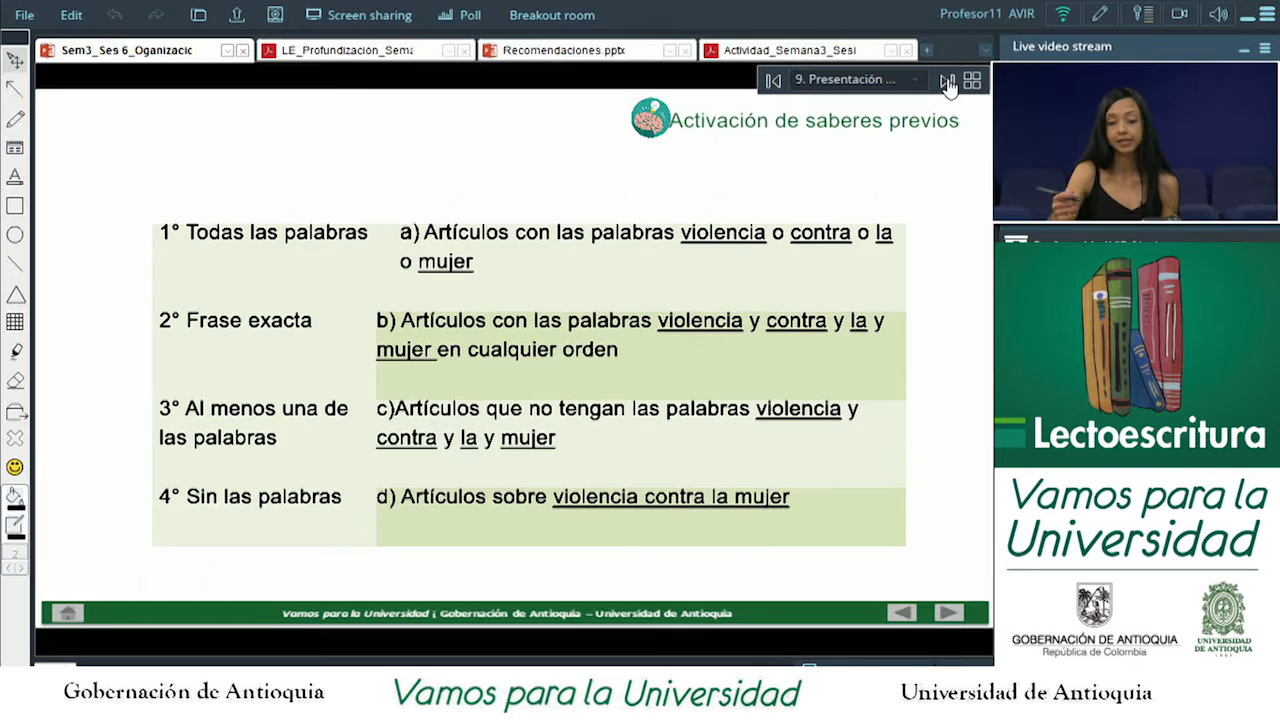 File Edit Screen sharing Poll Breakout room Profesor11 AVIR
Sem3_Ses 6_Oganizacic LE_Profundización_Sema Recomendaciones.pptx Actividad_Semana3_Sesi
Live video stream
9. Presentación ...
Activación de saberes previos
1° Todas las palabras a) Artículos con las palabras violencia o contra o la
o mujer
2° Frase exacta b) Artículos con las palabras violencia y contra y la y
mujer en cualquier orden
3° Al menos una de c)Artículos que no tengan las palabras violencia y
las palabras contra y la y mujer
4° Sin las palabras d) Artículos sobre violencia contra la mujer
Vamos para la Universidad ¡ Gobernación de Antioquia – Universidad de Antioquia
2
Lectoescritura
Vamos para la
Universidad
GOBERNACIÓN DE ANTIOQUIA
República de Colombia
UNIVERSIDAD
DE ANTIOQUIA
Gobernación de Antioquia Vamos para la Universidad Universidad de Antioquia